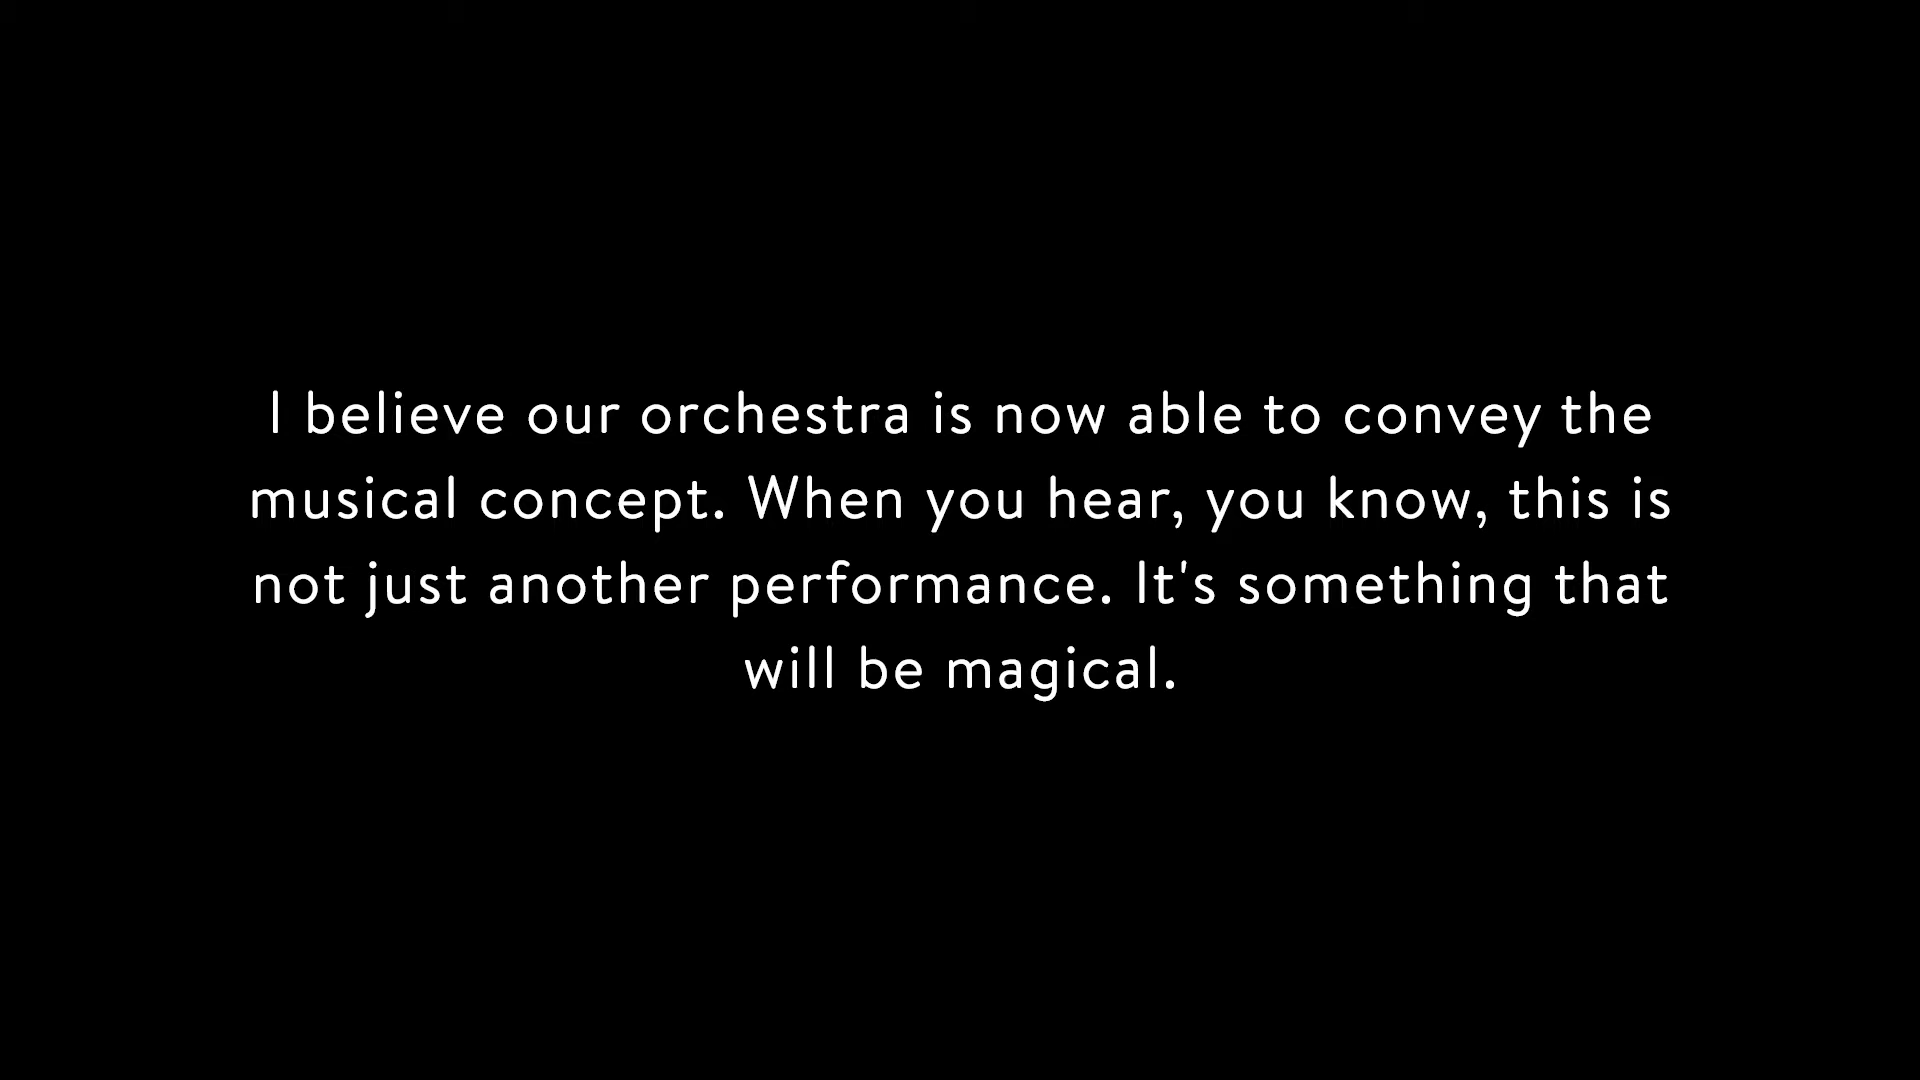 I believe our orchestra is now able to convey the
musical concept. When you hear, you know, this is
not just another performance. It's something that
will be magical.